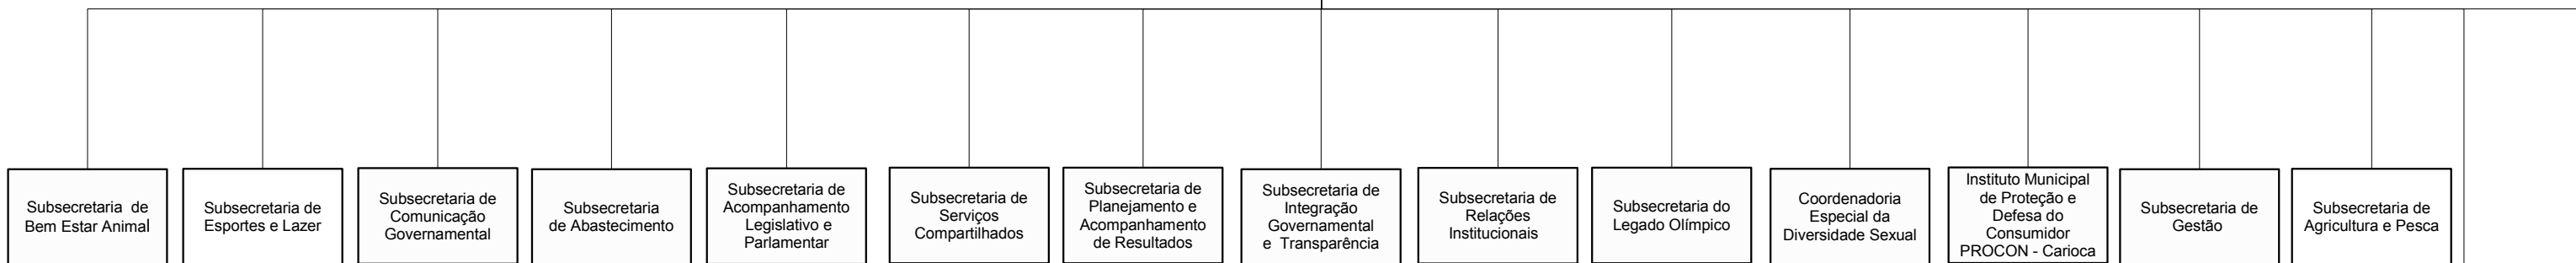 Subsecretaria de
Bem Estar Animal
Subsecretaria de
Esportes e Lazer
Subsecretaria de
Comunicação
Governamental
Subsecretaria
de Abastecimento
Subsecretaria de
Acompanhamento
Legislativo e
Parlamentar
Subsecretaria de
Serviços
Compartilhados
Subsecretaria de
Planejamento e
Acompanhamento
de Resultados
Subsecretaria de
Integração
Governamental
e Transparência
Subsecretaria de
Relações
Institucionais
Subsecretaria do
Legado Olímpico
Coordenadoria
Especial da
Diversidade Sexual
Instituto Municipal
de Proteção e
Defesa do
Consumidor
PROCON - Carioca
Subsecretaria de
Gestão
Subsecretaria de
Agricultura e Pesca